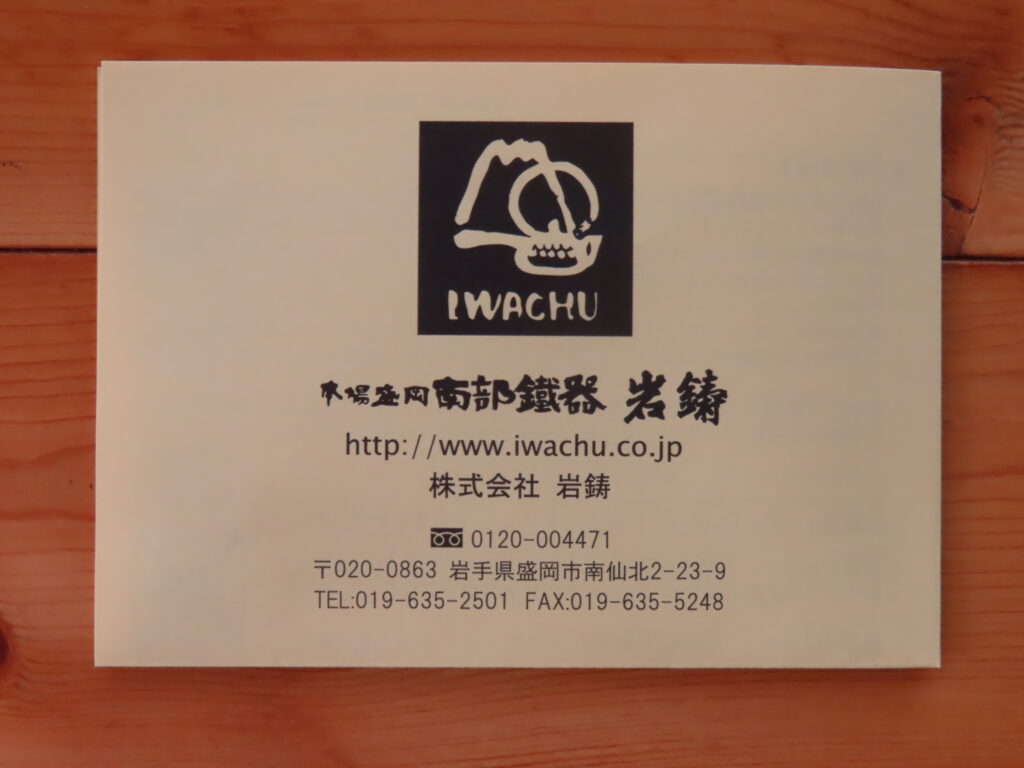 IWACHU
本場盛岡南部鐵器 岩鑄
http://www.iwachu.co.jp
株式会社 岩鋳
0120-004471
〒020-0863 岩手県盛岡市南仙北2-23-9
TEL:019-635-2501 FAX:019-635-5248